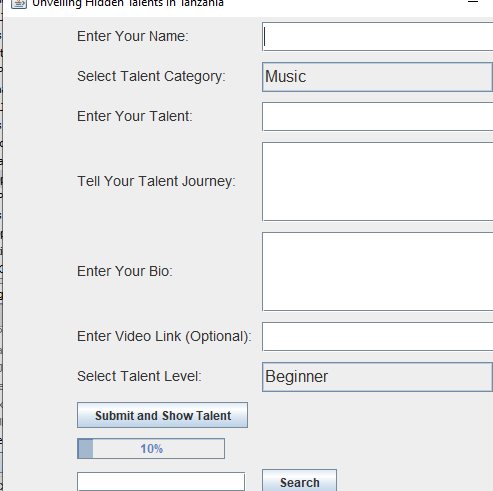 Unveiling Hidden Talents in Tanzania
Enter Your Name:
Select Talent Category: Music
Enter Your Talent:
Tell Your Talent Journey:
Enter Your Bio:
Enter Video Link (Optional):
Select Talent Level: Beginner
Submit and Show Talent
10%
Search